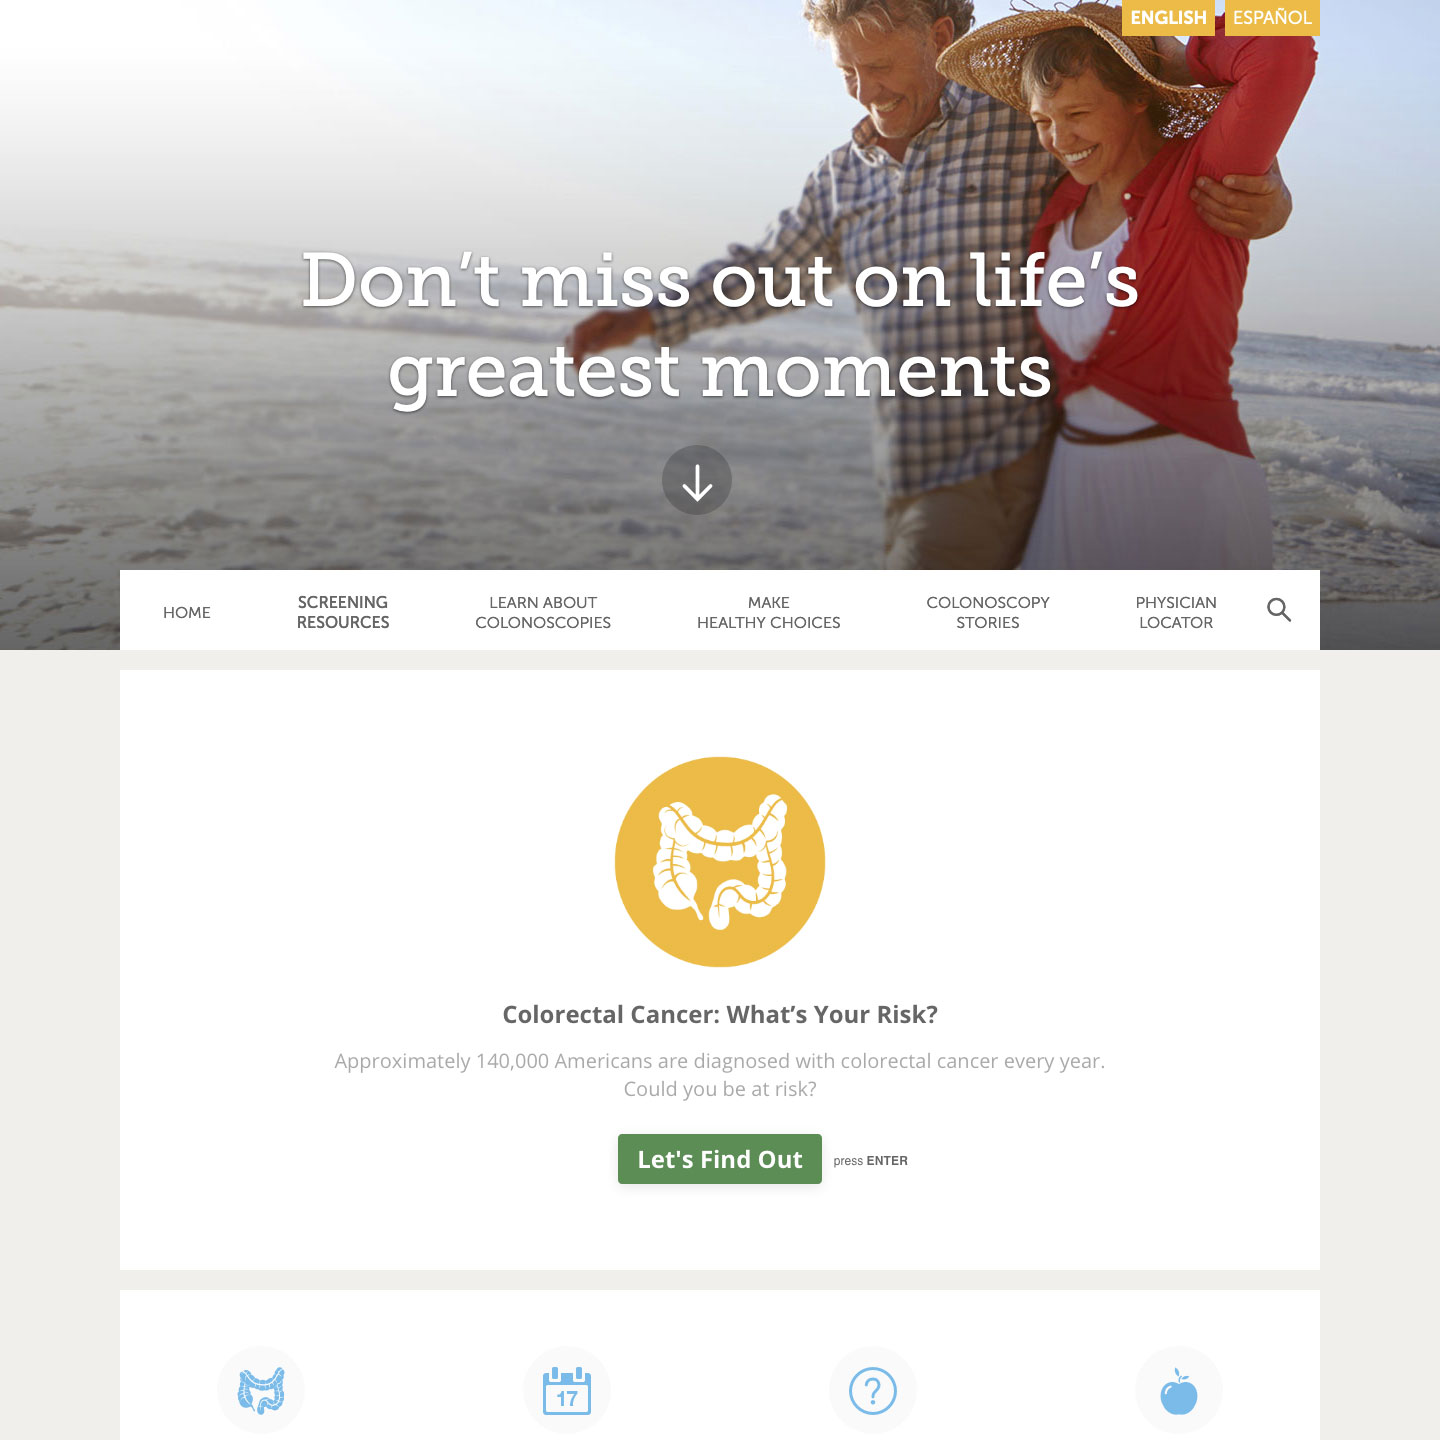 ENGLISH
ESPAÑOL
Don’t miss out on life’s
greatest moments
HOME
SCREENING
RESOURCES
LEARN ABOUT
COLONOSCOPIES
MAKE
HEALTHY CHOICES
COLONOSCOPY
STORIES
PHYSICIAN
LOCATOR
Colorectal Cancer: What’s Your Risk?
Approximately 140,000 Americans are diagnosed with colorectal cancer every year.
Could you be at risk?
Let's Find Out
press ENTER
17
?